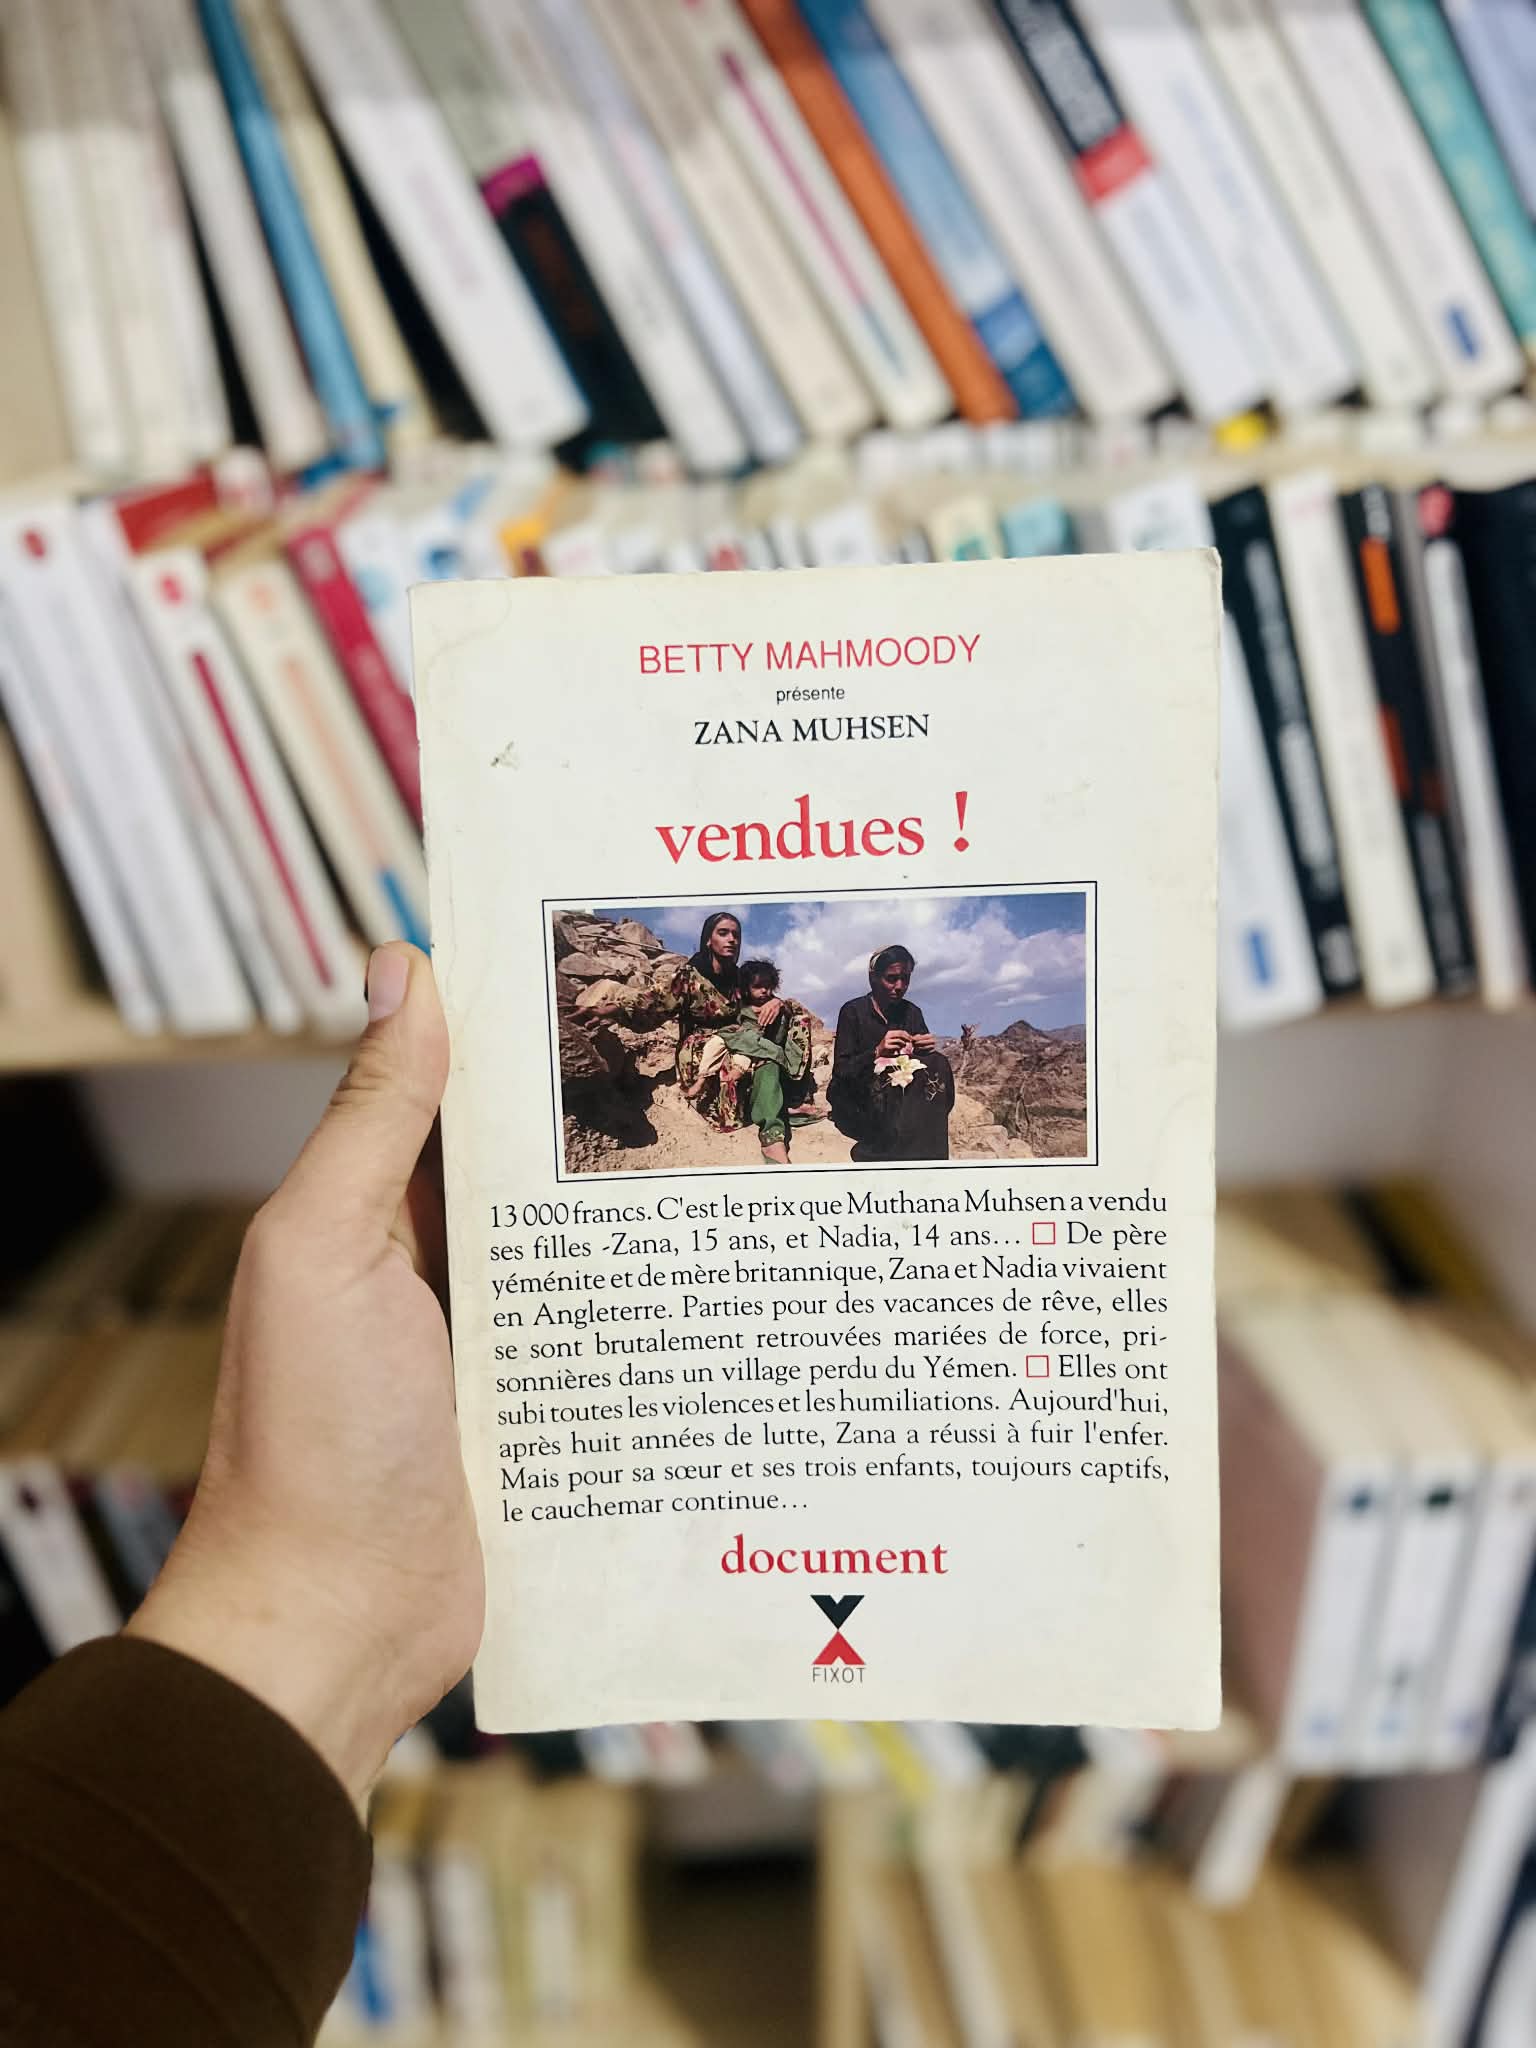 BETTY MAHMOODY
présente
ZANA MUHSEN
vendues !
13 000 francs. C'est le prix que Muthana Muhsen a vendu
ses filles -Zana, 15 ans, et Nadia, 14 ans... □ De père
yéménite et de mère britannique, Zana et Nadia vivaient
en Angleterre. Parties pour des vacances de rêve, elles
se sont brutalement retrouvées mariées de force, pri-
sonnières dans un village perdu du Yémen. □ Elles ont
subi toutes les violences et les humiliations. Aujourd'hui,
après huit années de lutte, Zana a réussi à fuir l'enfer.
Mais pour sa sœur et ses trois enfants, toujours captifs,
le cauchemar continue...
document
FIXOT